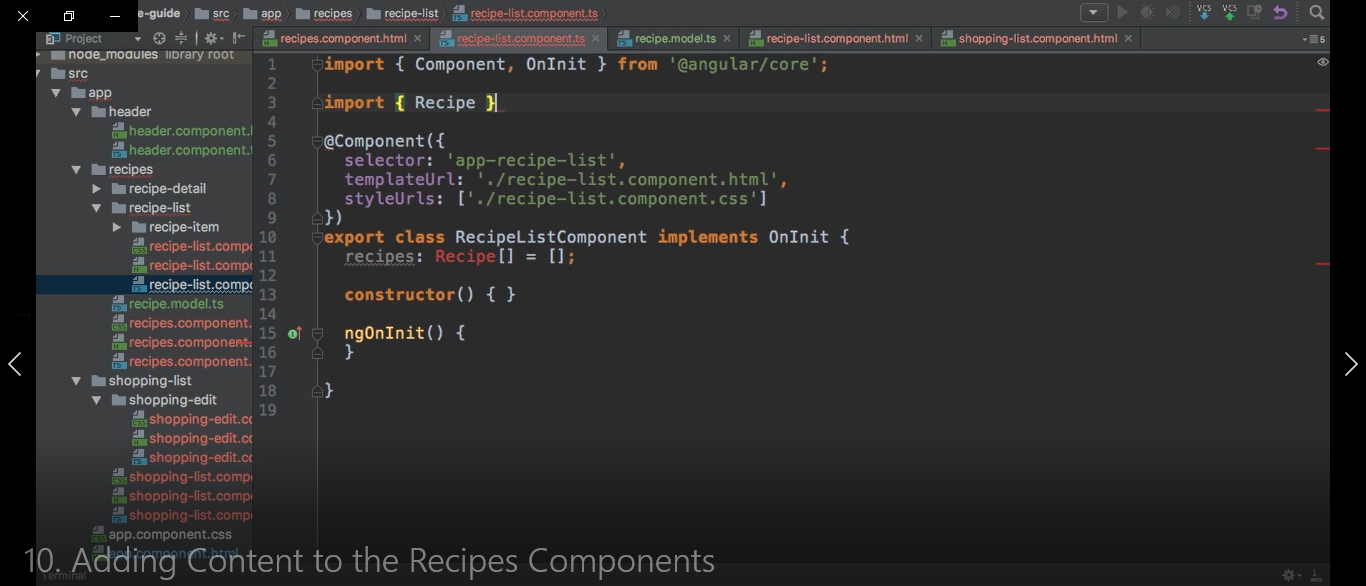 e-guide src app recipes recipe-list recipe-list.component.ts
VCS VCS
Project
recipes.component.html recipe-list.component.ts recipe.model.ts recipe-list.component.html shopping-list.component.html
5
node_modules library root
src
app
header
header.component.
header.component.
recipes
recipe-detail
recipe-list
recipe-item
recipe-list.compo
recipe-list.compo
recipe-list.compo
recipe.model.ts
recipes.component.
recipes.component.
recipes.component.
shopping-list
shopping-edit
shopping-edit.co
shopping-edit.co
shopping-edit.co
shopping-list.compo
shopping-list.compo
shopping-list.compo
app.component.css
app.component.html
Terminal
1 import { Component, OnInit } from '@angular/core';
2
3 import { Recipe }
4
5 @Component({
6 selector: 'app-recipe-list',
7 templateUrl: './recipe-list.component.html',
8 styleUrls: ['./recipe-list.component.css']
9 })
10 export class RecipeListComponent implements OnInit {
11 recipes: Recipe[] = [];
12
13 constructor() { }
14
15 ngOnInit() {
16 }
17
18 }
19
10. Adding Content to the Recipes Components